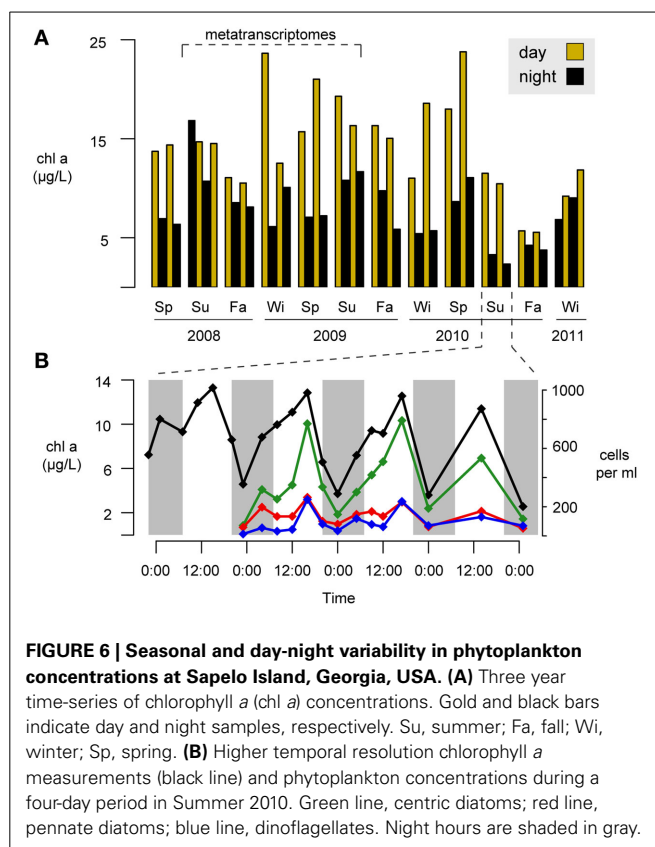 A
metatranscriptomes
day
night
25
15
5
chl a
(µg/L)
Sp Su Fa Wi Sp Su Fa Wi Sp Su Fa Wi
2008 2009 2010 2011
B
14
10
6
2
chl a
(µg/L)
1000
600
200
cells
per ml
0:00 12:00 0:00 12:00 0:00 12:00 0:00 12:00 0:00
Time
FIGURE 6 | Seasonal and day-night variability in phytoplankton
concentrations at Sapelo Island, Georgia, USA. (A) Three year
time-series of chlorophyll a (chl a) concentrations. Gold and black bars
indicate day and night samples, respectively. Su, summer; Fa, fall; Wi,
winter; Sp, spring. (B) Higher temporal resolution chlorophyll a
measurements (black line) and phytoplankton concentrations during a
four-day period in Summer 2010. Green line, centric diatoms; red line,
pennate diatoms; blue line, dinoflagellates. Night hours are shaded in gray.